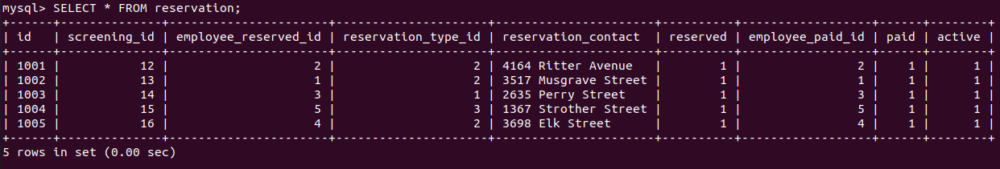 mysql> SELECT * FROM reservation;
+------+--------------+----------------------+---------------------+----------------------+----------+------------------+------+--------+
| id   | screening_id | employee_reserved_id | reservation_type_id | reservation_contact  | reserved | employee_paid_id | paid | active |
+------+--------------+----------------------+---------------------+----------------------+----------+------------------+------+--------+
| 1001 |           12 |                    2 |                   2 | 4164 Ritter Avenue   |        1 |                2 |    1 |      1 |
| 1002 |           13 |                    1 |                   2 | 3517 Musgrave Street |        1 |                1 |    1 |      1 |
| 1003 |           14 |                    3 |                   1 | 2635 Perry Street    |        1 |                3 |    1 |      1 |
| 1004 |           15 |                    5 |                   3 | 1367 Strother Street |        1 |                5 |    1 |      1 |
| 1005 |           16 |                    4 |                   2 | 3698 Elk Street      |        1 |                4 |    1 |      1 |
+------+--------------+----------------------+---------------------+----------------------+----------+------------------+------+--------+
5 rows in set (0.00 sec)